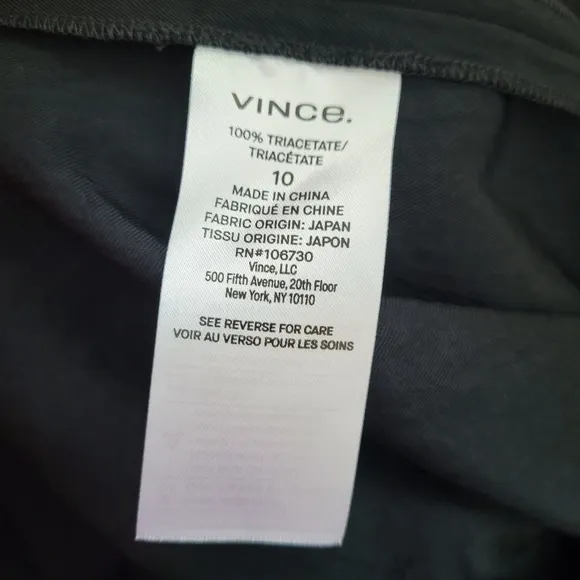 VINCE.
100% TRIACETATE/
TRIACÉTATE
10
MADE IN CHINA
FABRIQUÉ EN CHINE
FABRIC ORIGIN: JAPAN
TISSU ORIGINE: JAPON
RN#106730
Vince, LLC
500 Fifth Avenue, 20th Floor
New York, NY 10110
SEE REVERSE FOR CARE
VOIR AU VERSO POUR LES SOINS